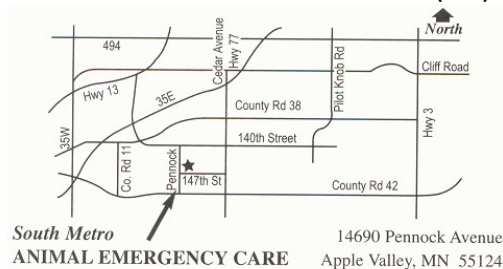 North
494
Cedar Avenue
Hwy 77
Pilot Knob Rd
Cliff Road
Hwy 13
35E
County Rd 38
Hwy 3
35W
140th Street
Co. Rd 11
Pennock
147th St
County Rd 42
South Metro
ANIMAL EMERGENCY CARE
14690 Pennock Avenue
Apple Valley, MN 55124